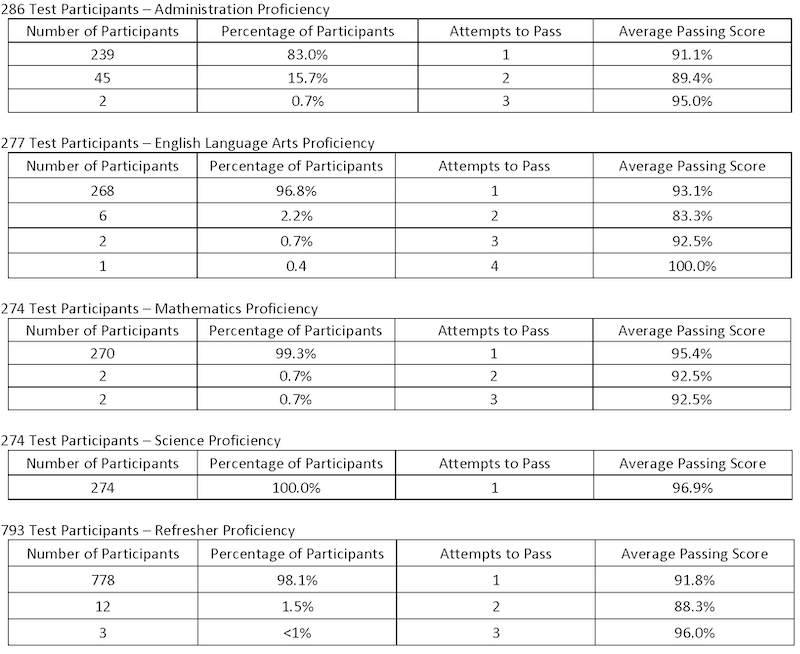 286 Test Participants – Administration Proficiency
Number of Participants Percentage of Participants Attempts to Pass Average Passing Score
239 83.0% 1 91.1%
45 15.7% 2 89.4%
2 0.7% 3 95.0%
277 Test Participants – English Language Arts Proficiency
Number of Participants Percentage of Participants Attempts to Pass Average Passing Score
268 96.8% 1 93.1%
6 2.2% 2 83.3%
2 0.7% 3 92.5%
1 0.4 4 100.0%
274 Test Participants – Mathematics Proficiency
Number of Participants Percentage of Participants Attempts to Pass Average Passing Score
270 99.3% 1 95.4%
2 0.7% 2 92.5%
2 0.7% 3 92.5%
274 Test Participants – Science Proficiency
Number of Participants Percentage of Participants Attempts to Pass Average Passing Score
274 100.0% 1 96.9%
793 Test Participants – Refresher Proficiency
Number of Participants Percentage of Participants Attempts to Pass Average Passing Score
778 98.1% 1 91.8%
12 1.5% 2 88.3%
3 <1% 3 96.0%